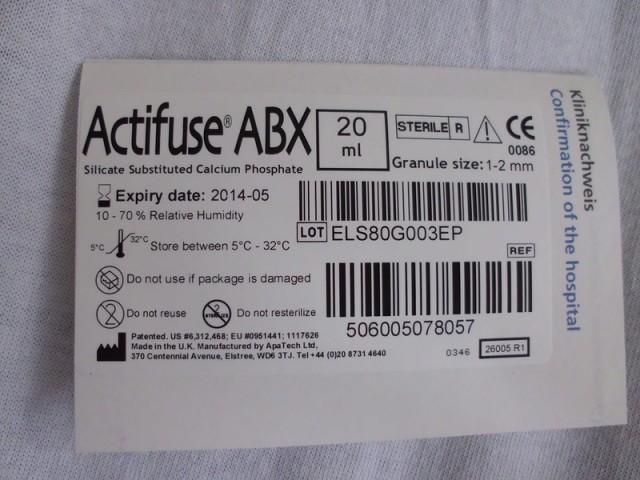 Actifuse® ABX
20 ml
STERILE R
CE
0086
Silicate Substituted Calcium Phosphate
Granule size: 1-2 mm
Expiry date: 2014-05
10 - 70 % Relative Humidity
LOT ELS80G003EP
5°C 32°C Store between 5°C - 32°C
REF
Do not use if package is damaged
2 Do not reuse
2 STERILIZE Do not resterilize
506005078057
Patented. US #6,312,468; EU #0951441; 1117626
Made in the U.K. Manufactured by ApaTech Ltd,
370 Centennial Avenue, Elstree, WD6 3TJ. Tel +44 (0)20 8731 4640
0346
26005 R1
Kliniknachweis
Confirmation of the hospital